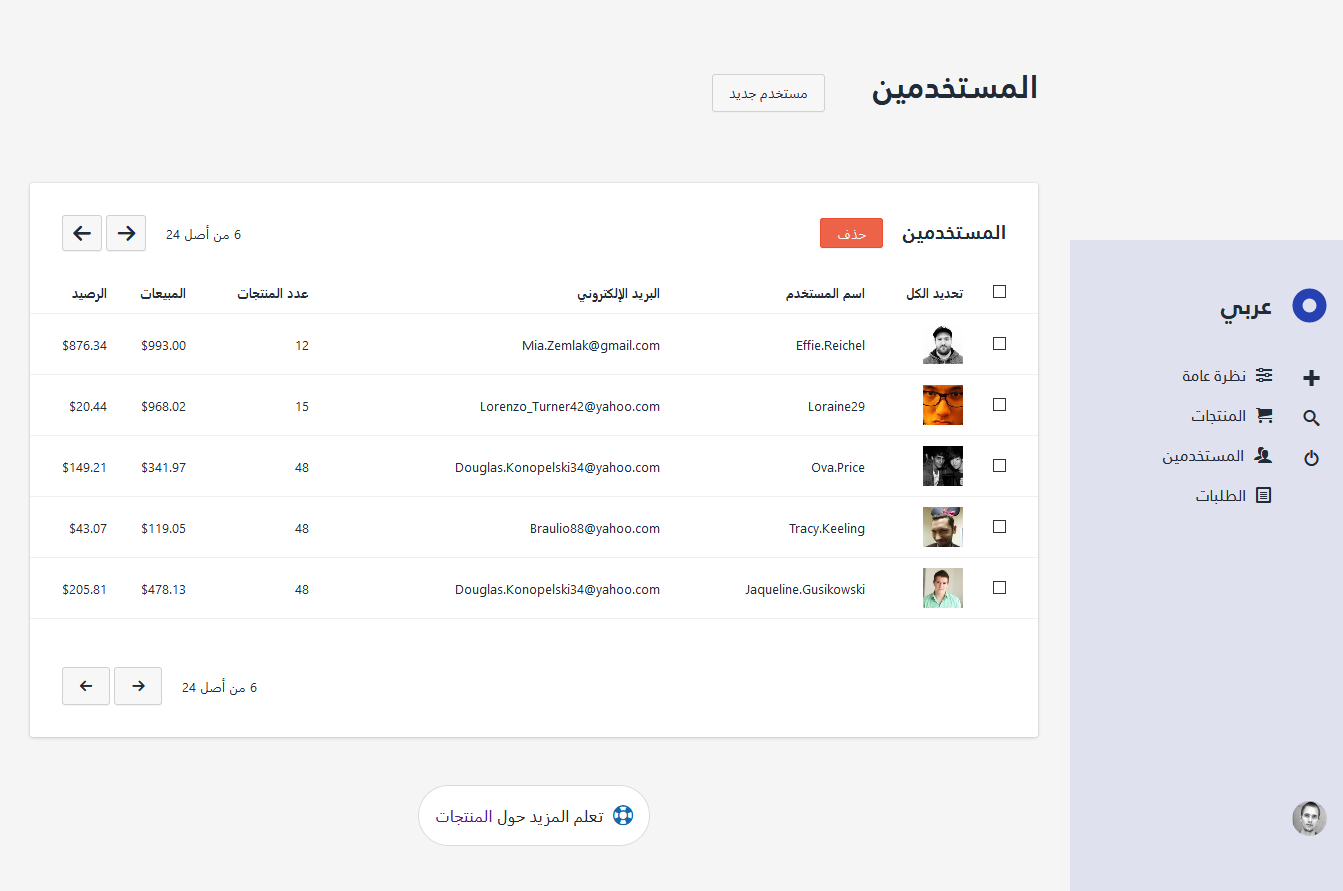 المستخدمين
مستخدم جديد
المستخدمين
حذف
6 من أصل 24
تحديد الكل اسم المستخدم البريد الإلكتروني عدد المنتجات المبيعات الرصيد
Effie.Reichel Mia.Zemlak@gmail.com 12 $993.00 $876.34
Loraine29 Lorenzo_Turner42@yahoo.com 15 $968.02 $20.44
Ova.Price Douglas.Konopelski34@yahoo.com 48 $341.97 $149.21
Tracy.Keeling Braulio88@yahoo.com 48 $119.05 $43.07
Jaqueline.Gusikowski Douglas.Konopelski34@yahoo.com 48 $478.13 $205.81
6 من أصل 24
تعلم المزيد حول المنتجات
عربي
نظرة عامة
المنتجات
المستخدمين
الطلبات